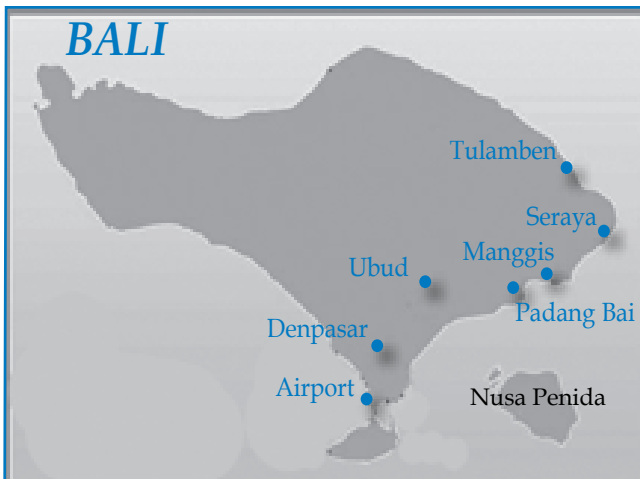 BALI
Tulamben
Seraya
Manggis
Ubud
Padang Bai
Denpasar
Airport
Nusa Penida